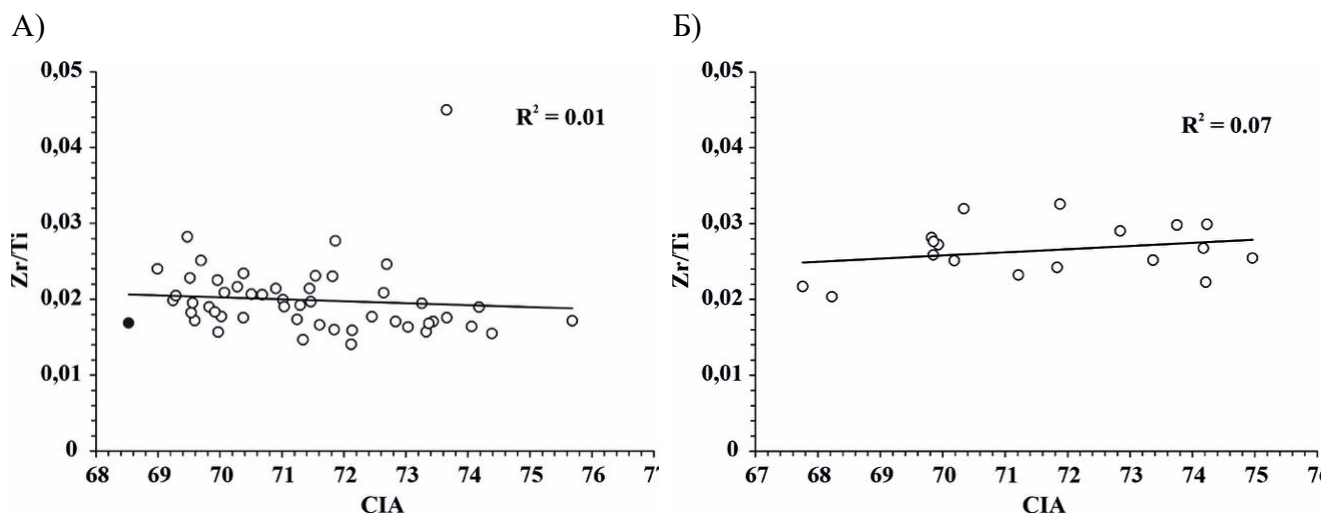 А)
0,05
0,04
0,03
0,02
0,01
0
Zr/Ti
R² = 0.01
68 69 70 71 72 73 74 75 76 7
CIA
Б)
0,05
0,04
0,03
0,02
0,01
0
Zr/Ti
R² = 0.07
67 68 69 70 71 72 73 74 75 76
CIA